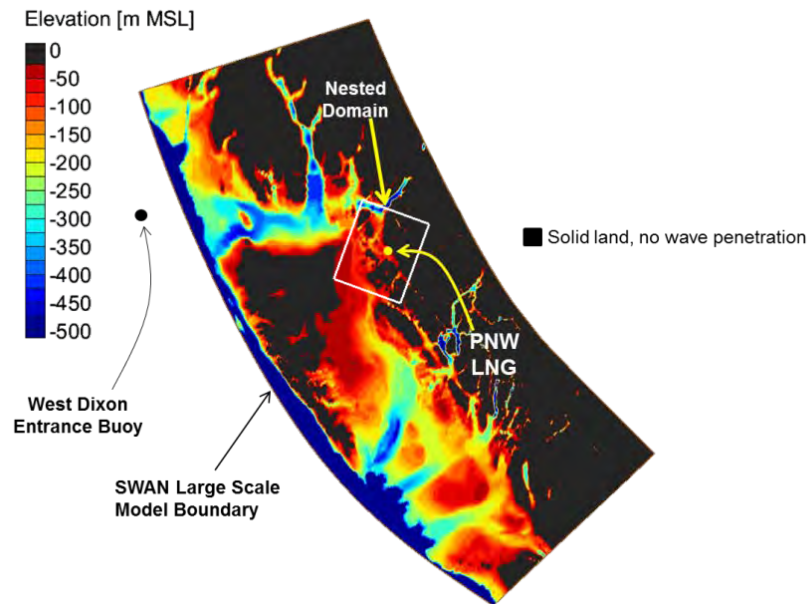 Elevation [m MSL]
0
-50
-100
-150
-200
-250
-300
-350
-400
-450
-500
Nested
Domain
Solid land, no wave penetration
PNW
LNG
West Dixon
Entrance Buoy
SWAN Large Scale
Model Boundary